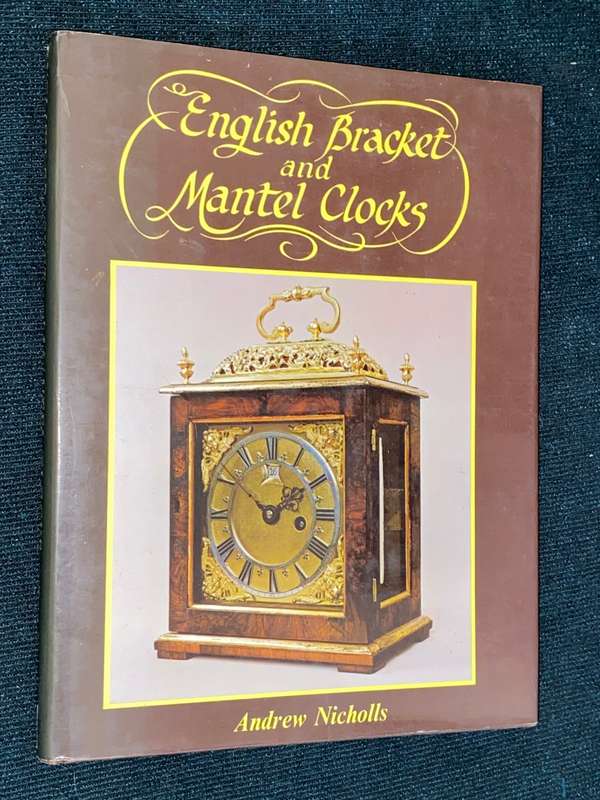 English Bracket
and
Mantel Clocks
Andrew Nicholls